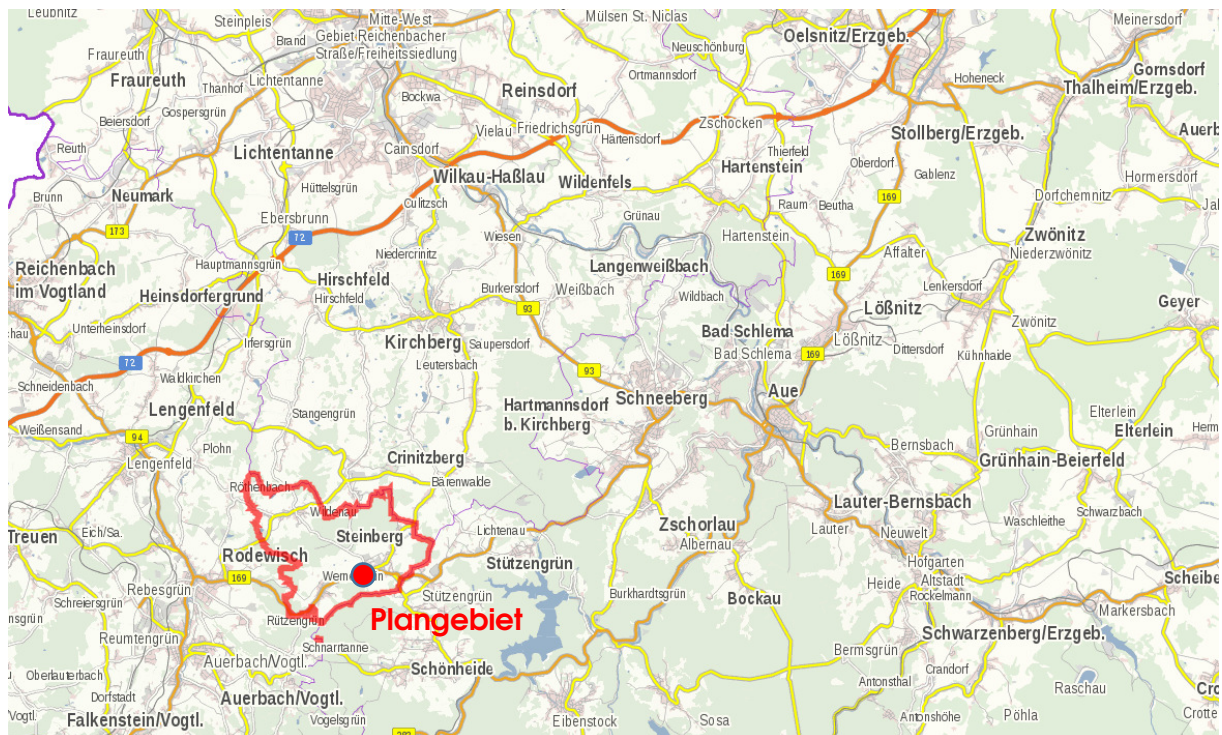 Leubnitz
Steinpleis
Mitte-West
Mülsen St. Niclas
Meinersdorf
Brand
Gebiet Reichenbacher
Straße/Freiheitssiedlung
Neuschönburg
Oelsnitz/Erzgeb.
Fraureuth
Fraureuth
Lichtentanne
Ortmannsdorf
Hoheneck
Gornsdorf
Thanhof
Bockwa
Reinsdorf
Thalheim/Erzgeb.
Gospersgrün
Beiersdorf
Vielau
Friedrichsgrün
Zschocken
Stollberg/Erzgeb.
Auerb
Reuth
Lichtentanne
Cainsdorf
Härtensdorf
Thierfeld
Hartenstein
Oberdorf
Gablenz
Hormersdorf
Wilkau-Haßlau
Wildenfels
Brunn
Neumark
Hüttelsgrün
Culitzsch
Raum
Beutha
169
Dorfchemnitz
Ebersbrunn
Grünau
173
72
Wiesen
Hartenstein
Zwönitz
Affalter
Niederzwönitz
Niedercrinitz
Reichenbach
im Vogtland
Hauptmannsgrün
Hirschfeld
Langenweißbach
169
Lenkersdorf
Heinsdorfergrund
Hirschfeld
Burkersdorf
Weißbach
Wildbach
Lößnitz
Geyer
93
Unterheinsdorf
Bad Schlema
Lößnitz
Zwönitz
Irfersgrün
Kirchberg
Saupersdorf
Bad Schlema
169
Dittersdorf
Kühnhaide
72
Leutersbach
93
Schneidenbach
Waldkirchen
Aue
Lengenfeld
Stangengrün
Hartmannsdorf
b. Kirchberg
Schneeberg
Elterlein
Weißensand
94
Plohn
Bernsbach
Grünhain
Elterlein
Lengenfeld
Crinitzberg
Grünhain-Beierfeld
Röthenbach
Bärenwalde
Lauter-Bernsbach
Wildenau
Schwarzbach
Treuen
Eich/Sa.
Steinberg
Lichtenau
Zschorlau
Lauter
Neuwelt
Waschleithe
Albernau
Rodewisch
Stützengrün
Hofgarten
169
Rebesgrün
Heide
Altstadt
Rockelmann
Scheibe
Schreiersgrün
Stützengrün
Burkhardtsgrün
Bockau
Markersbach
Rützengrün
Plangebiet
Reumtengrün
Schwarzenberg/Erzgeb.
Schnarrtanne
Bermsgrün
Auerbach/Vogtl.
Schönheide
Crandorf
Oberlauterbach
Antonsthal
Raschau
Dorfstadt
Auerbach/Vogtl.
Falkenstein/Vogtl.
Vogelsgrün
Eibenstock
Sosa
Antonshöhe
Pöhla
Crotte